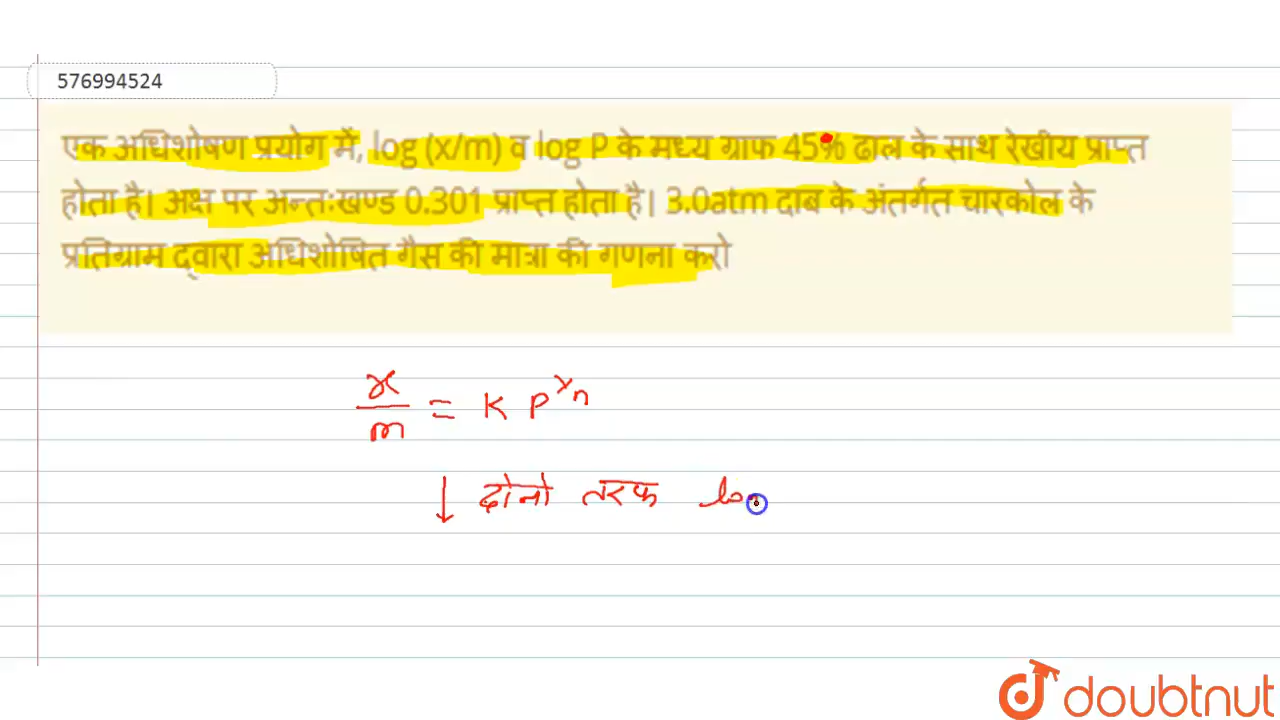 576994524
एक अधिशोषण प्रयोग में, log (x/m) व log P के मध्य ग्राफ 45% ढाल के साथ रेखीय प्राप्त
होता है। अक्ष पर अन्तःखण्ड 0.301 प्राप्त होता है। 3.0atm दाब के अंतर्गत चारकोल के
प्रतिग्राम द्वारा अधिशोषित गैस की मात्रा की गणना करो
x/m = K P^1/n
↓ दोनो तरफ log
doubtnut